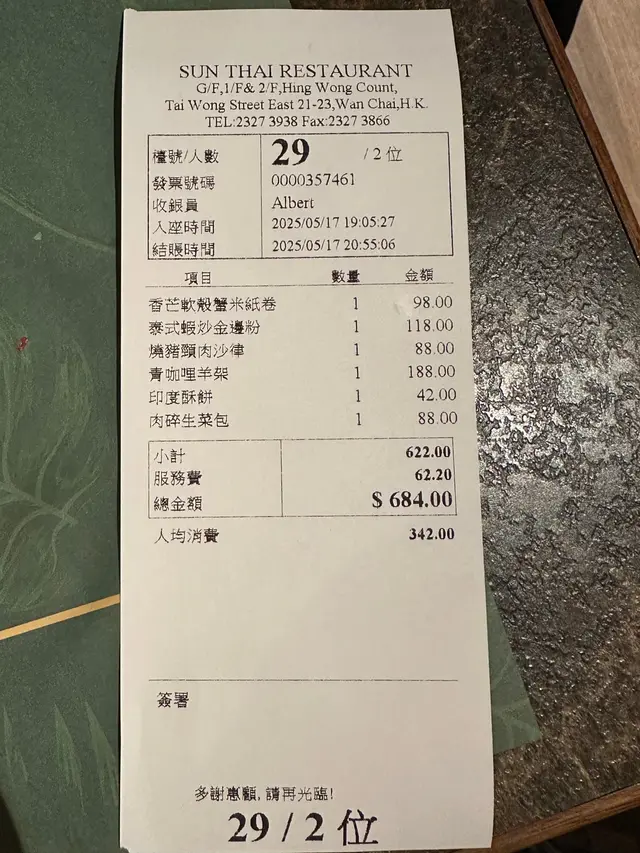 SUN THAI RESTAURANT
G/F,1/F& 2/F,Hing Wong Count,
Tai Wong Street East 21-23,Wan Chai,H.K.
TEL:2327 3938 Fax:2327 3866
檯號/人數 29 / 2 位
發票號碼 0000357461
收銀員 Albert
入座時間 2025/05/17 19:05:27
結賬時間 2025/05/17 20:55:06
項目 數量 金額
香芒軟殼蟹米紙卷 1 98.00
泰式蝦炒金邊粉 1 118.00
燒豬頸肉沙律 1 88.00
青咖哩羊架 1 188.00
印度酥餅 1 42.00
肉碎生菜包 1 88.00
小計 622.00
服務費 62.20
總金額 $ 684.00
人均消費 342.00
簽署
多謝惠顧, 請再光臨!
29 / 2 位